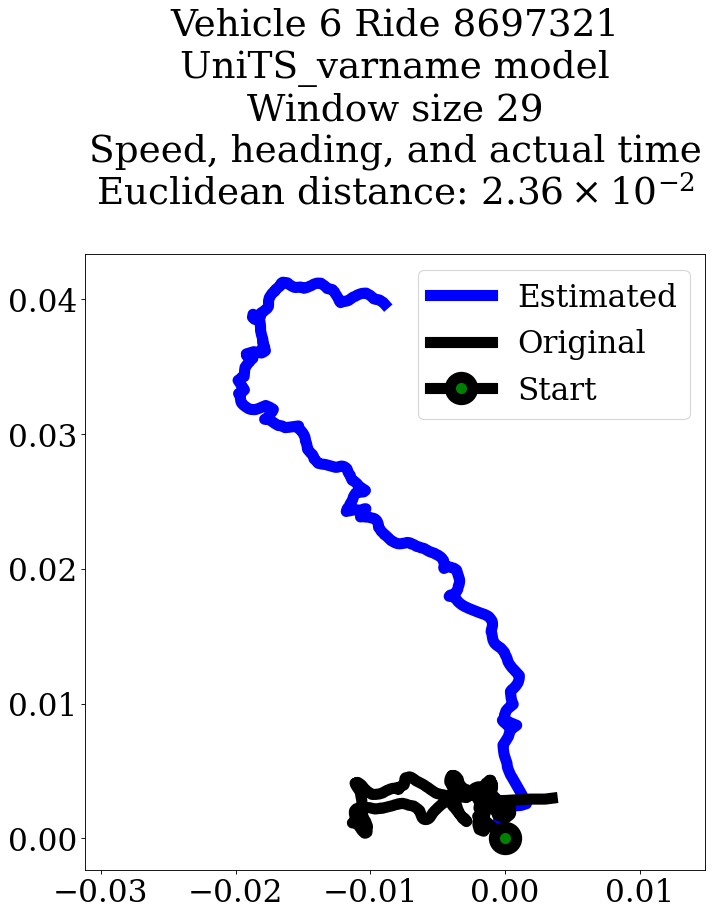 Vehicle 6 Ride 8697321
UniTS_varname model
Window size 29
Speed, heading, and actual time
Euclidean distance: 2.36 × 10⁻²
Estimated
Original
Start
0.04
0.03
0.02
0.01
0.00
−0.03 −0.02 −0.01 0.00 0.01